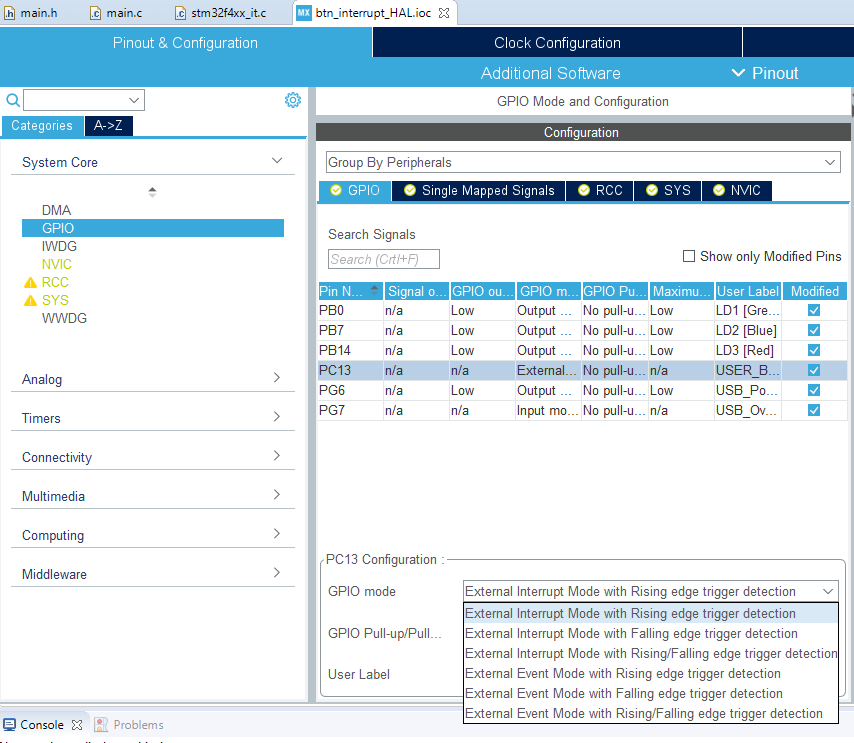 main.h
main.c
stm32f4xx_it.c
MX btn_interrupt_HAL.ioc
Pinout & Configuration
Clock Configuration
Additional Software
Pinout
GPIO Mode and Configuration
Categories
A->Z
Configuration
System Core
DMA
GPIO
IWDG
NVIC
RCC
SYS
WWDG
Analog
Timers
Connectivity
Multimedia
Computing
Middleware
Group By Peripherals
GPIO
Single Mapped Signals
RCC
SYS
NVIC
Search Signals
Search (Crtl+F)
Show only Modified Pins
Pin N... Signal o... GPIO ou... GPIO m... GPIO Pu... Maximu... User Label Modified
PB0 n/a Low Output ... No pull-u... Low LD1 [Gre...
PB7 n/a Low Output ... No pull-u... Low LD2 [Blue]
PB14 n/a Low Output ... No pull-u... Low LD3 [Red]
PC13 n/a n/a External... No pull-u... n/a USER_B...
PG6 n/a Low Output ... No pull-u... Low USB_Po...
PG7 n/a n/a Input mo... No pull-u... n/a USB_Ov...
PC13 Configuration :
GPIO mode
External Interrupt Mode with Rising edge trigger detection
External Interrupt Mode with Rising edge trigger detection
External Interrupt Mode with Falling edge trigger detection
GPIO Pull-up/Pull...
External Interrupt Mode with Rising/Falling edge trigger detection
External Event Mode with Rising edge trigger detection
User Label
External Event Mode with Falling edge trigger detection
External Event Mode with Rising/Falling edge trigger detection
Console
Problems